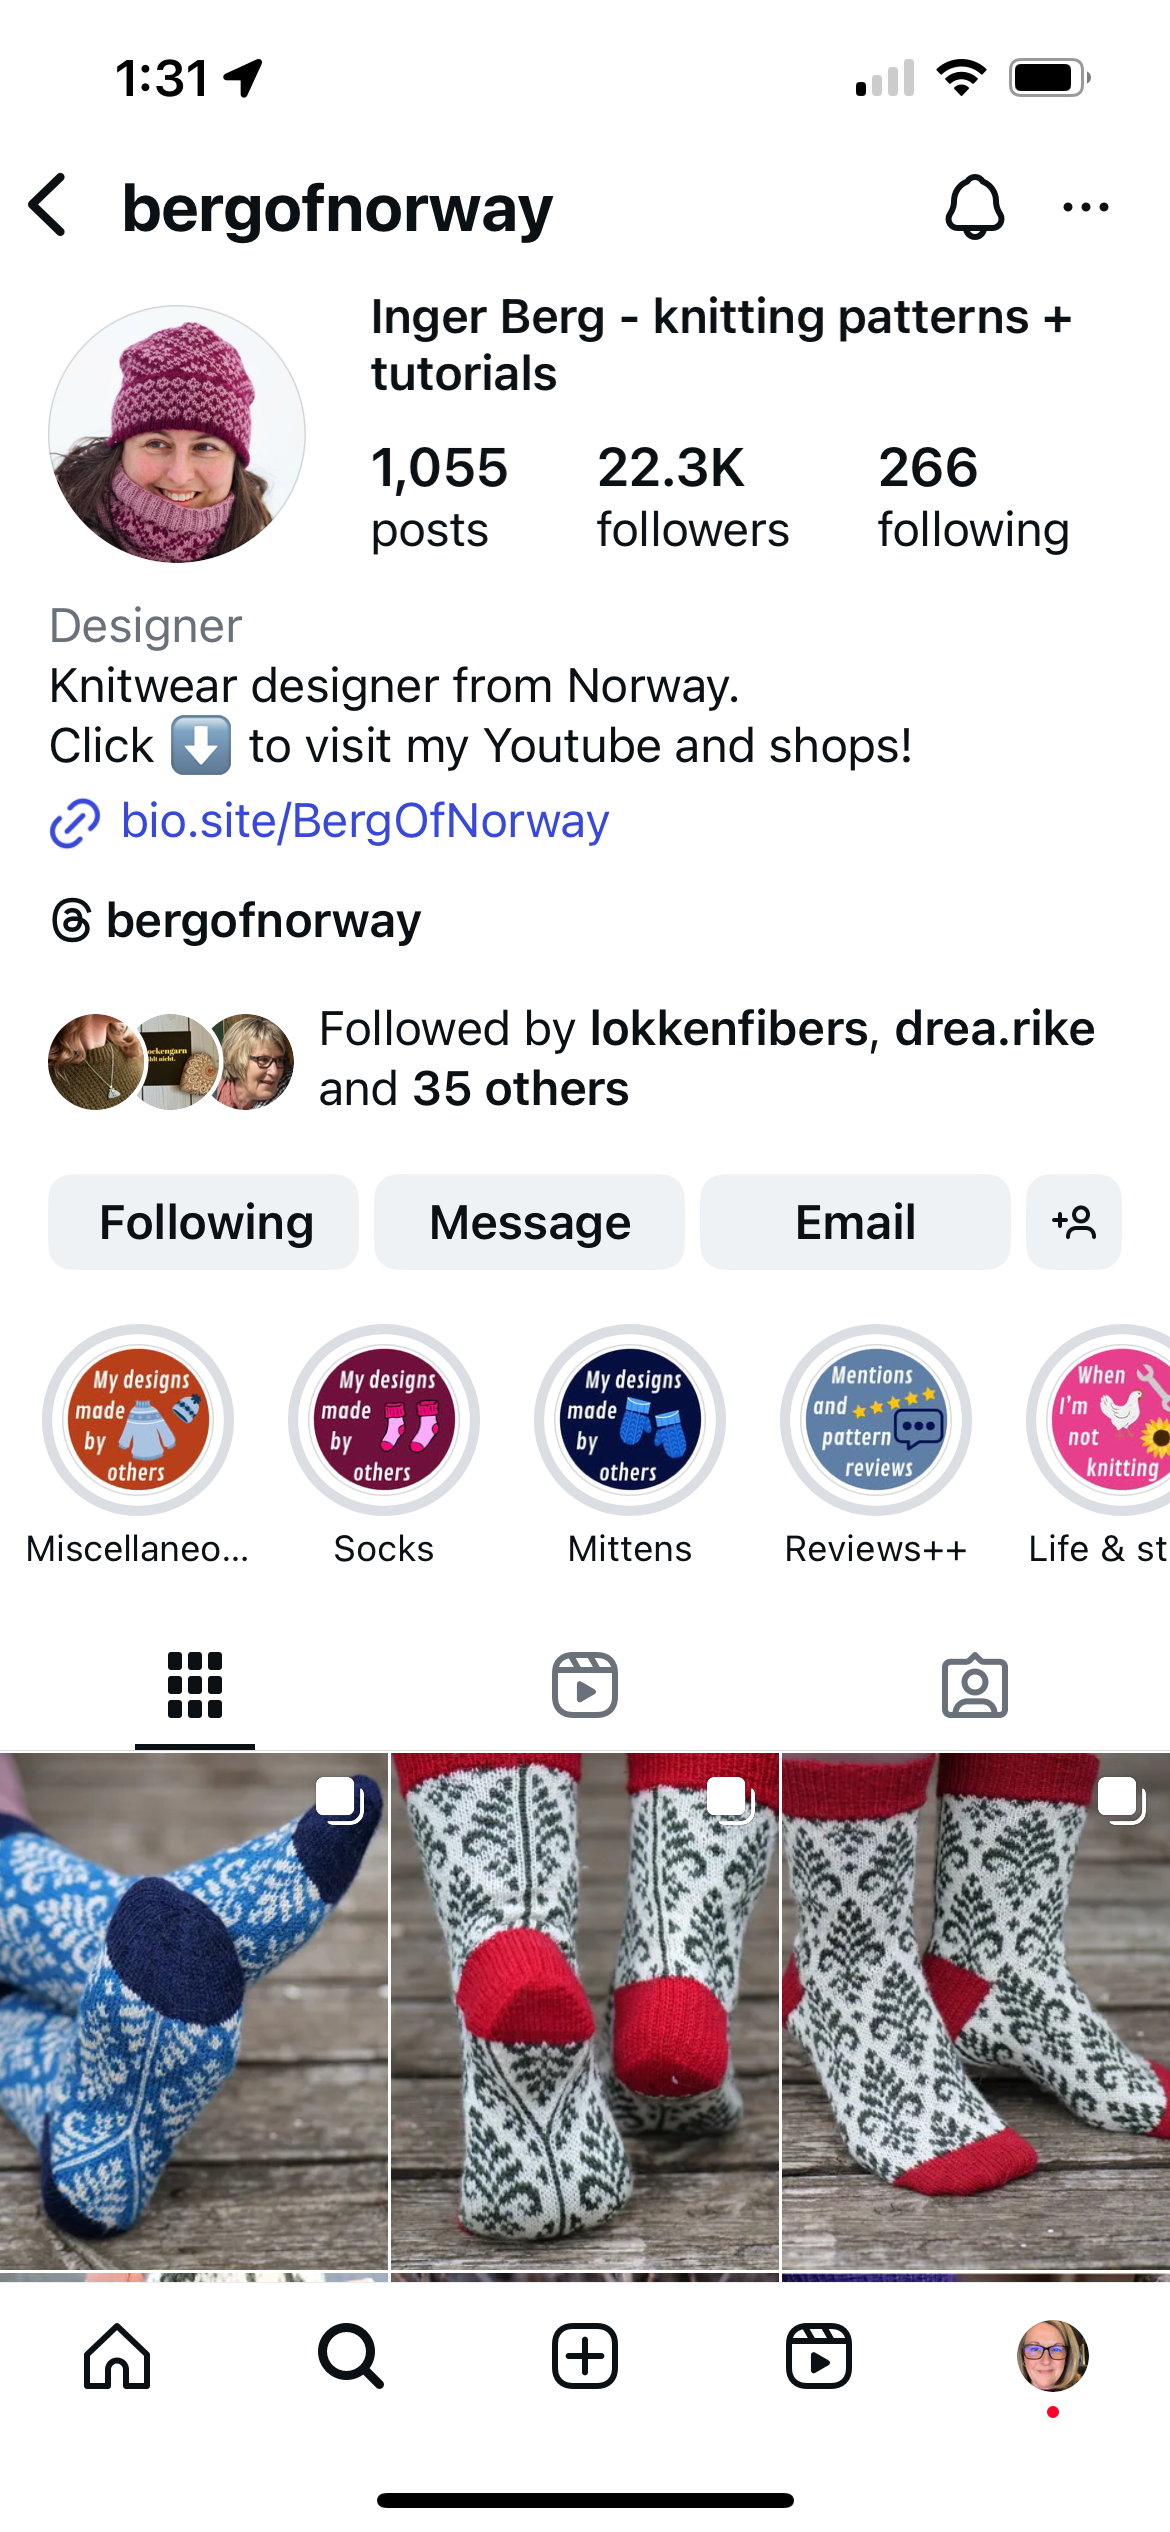 1:31
bergofnorway
Inger Berg - knitting patterns +
tutorials
1,055
posts
22.3K
followers
266
following
Designer
Knitwear designer from Norway.
Click ⬇️ to visit my Youtube and shops!
bio.site/BergOfNorway
bergofnorway
ockengarn
hlt nicht.
Followed by lokkenfibers, drea.rike
and 35 others
Following
Message
Email
My designs
made
by
others
Miscellaneo...
My designs
made
by
others
Socks
My designs
made
by
others
Mittens
Mentions
and
pattern
reviews
Reviews++
When
I'm
not
knitting
Life & st